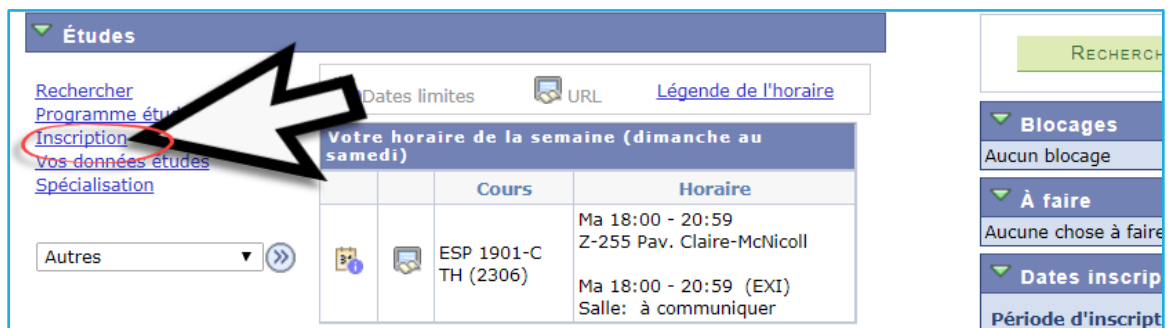 Études
Rechercher
Programme
Inscription
Vos données études
Spécialisation
Autres
Dates limites
URL
Légende de l'horaire
Votre horaire de la semaine (dimanche au
samedi)
Cours Horaire
ESP 1901-C
TH (2306)
Ma 18:00 - 20:59
Z-255 Pav. Claire-McNicoll
Ma 18:00 - 20:59 (EXI)
Salle: à communiquer
RECHERCH
Blocages
Aucun blocage
À faire
Aucune chose à faire
Dates inscrip
Période d'inscript